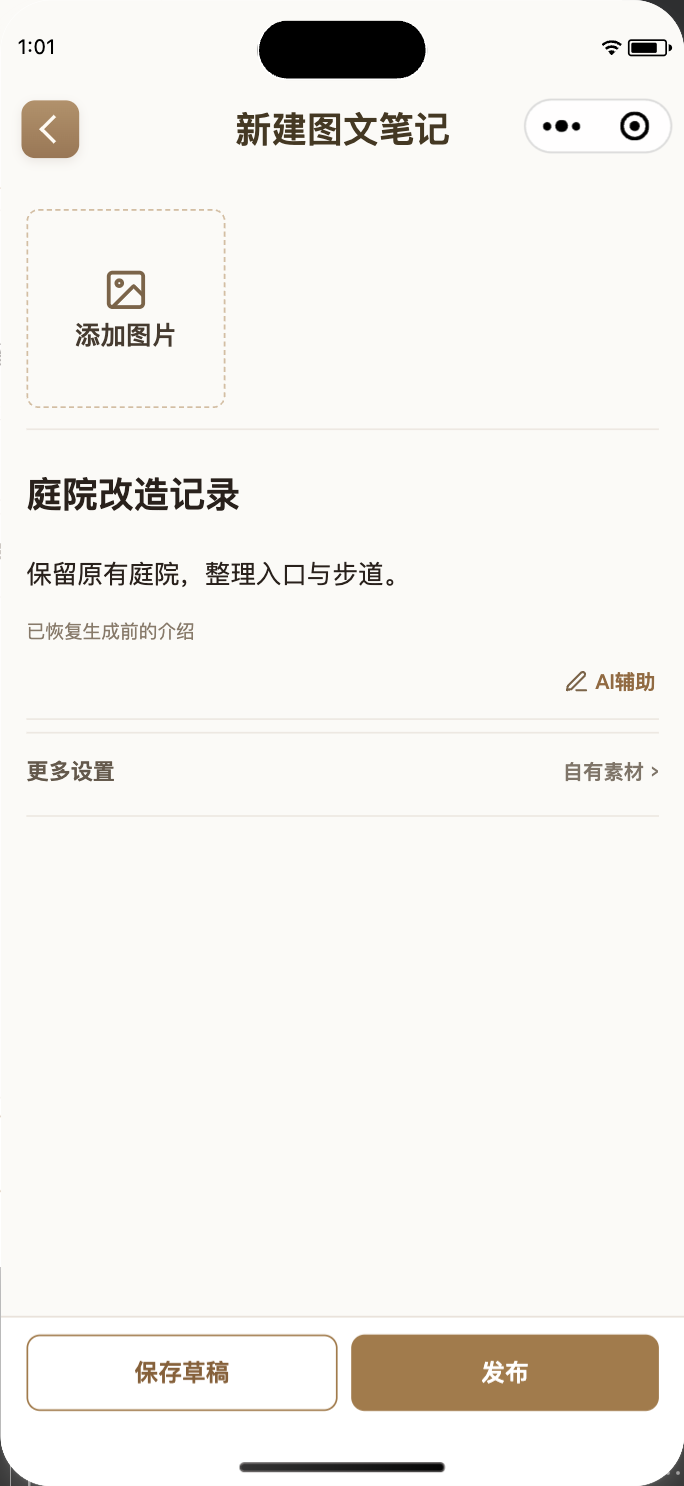 1:01
新建图文笔记
添加图片
庭院改造记录
保留原有庭院，整理入口与步道。
已恢复生成前的介绍
AI辅助
更多设置
自有素材 ›
保存草稿
发布